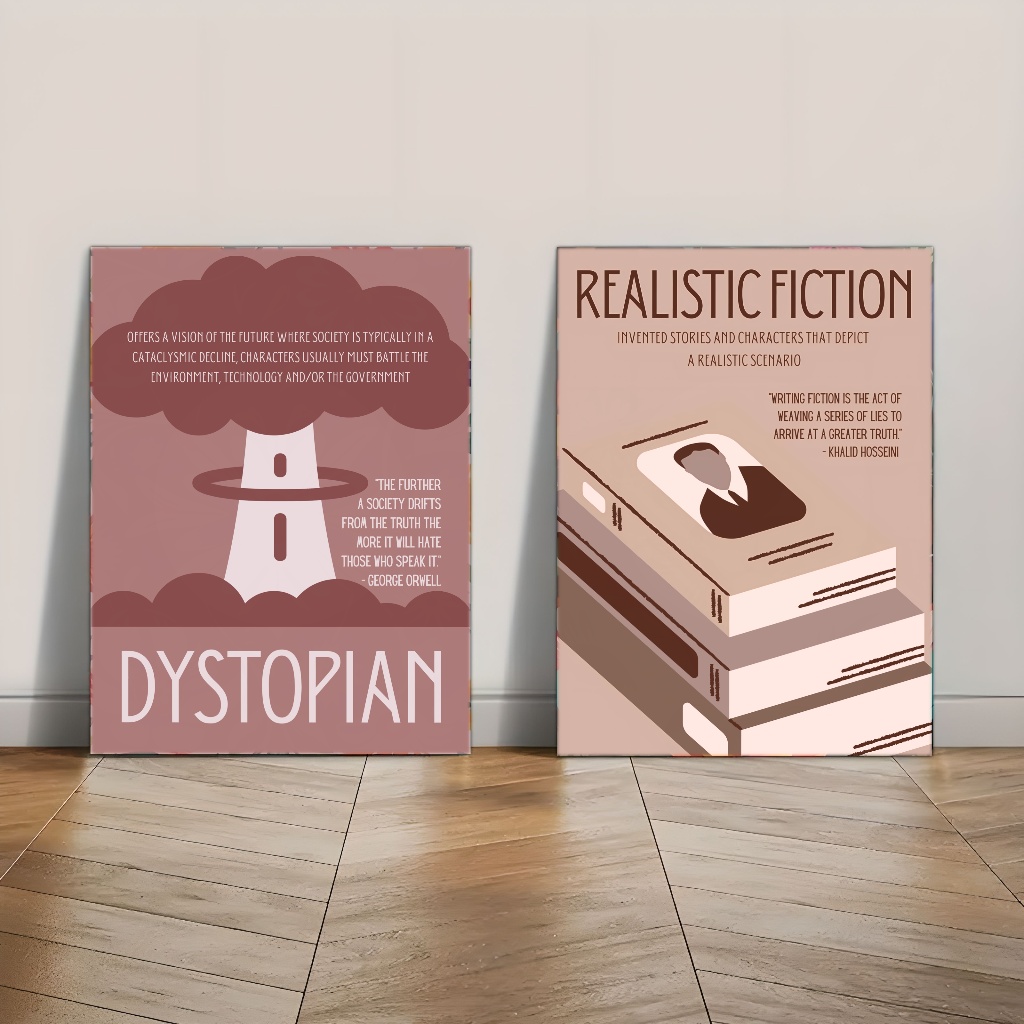 OFFERS A VISION OF THE FUTURE WHERE SOCIETY IS TYPICALLY IN A
CATACLYSMIC DECLINE, CHARACTERS USUALLY MUST BATTLE THE
ENVIRONMENT, TECHNOLOGY AND/OR THE GOVERNMENT
"THE FURTHER
A SOCIETY DRIFTS
FROM THE TRUTH THE
MORE IT WILL HATE
THOSE WHO SPEAK IT."
- GEORGE ORWELL
DYSTOPIAN
REALISTIC FICTION
INVENTED STORIES AND CHARACTERS THAT DEPICT
A REALISTIC SCENARIO
"WRITING FICTION IS THE ACT OF
WEAVING A SERIES OF LIES TO
ARRIVE AT A GREATER TRUTH."
- KHALID HOSSEINI